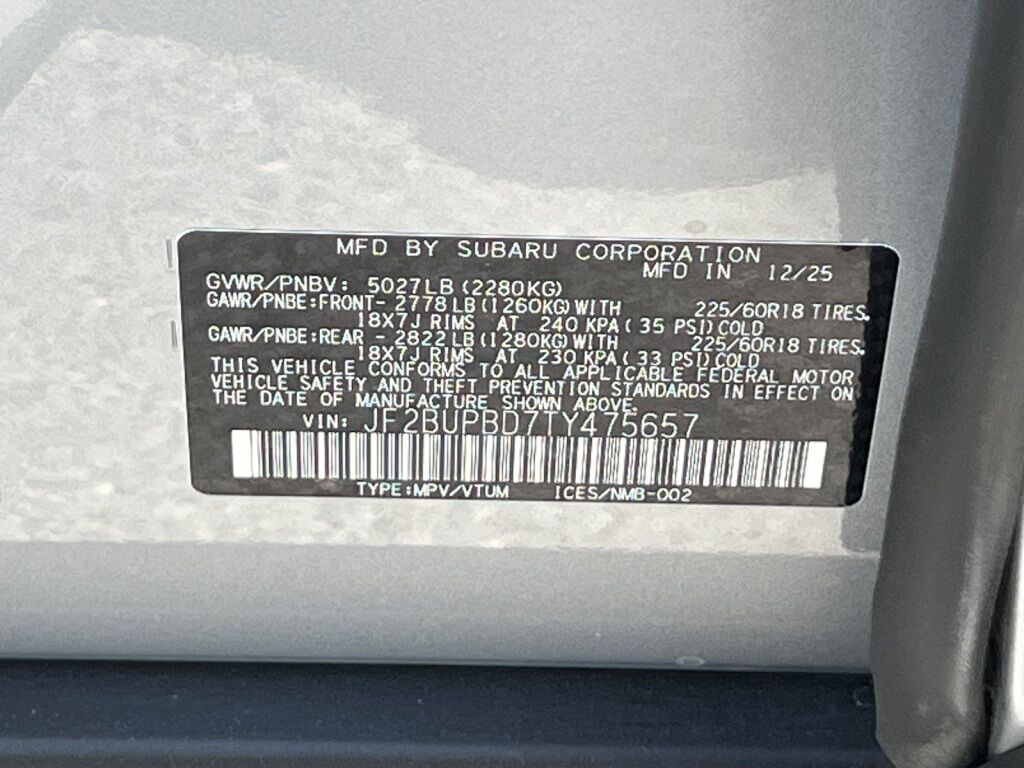 MFD BY SUBARU CORPORATION
MFD IN 12/25
GVWR/PNBV: 5027LB(2280KG)
GAWR/PNBE:FRONT- 2778LB(1260KG)WITH 225/60R18 TIRES.
18X7J RIMS AT 240 KPA( 35 PSI)COLD
GAWR/PNBE:REAR - 2822LB(1280KG)WITH 225/60R18 TIRES.
18X7J RIMS AT 230 KPA( 33 PSI)COLD
THIS VEHICLE CONFORMS TO ALL APPLICABLE FEDERAL MOTOR
VEHICLE SAFETY AND THEFT PREVENTION STANDARDS IN EFFECT ON
THE DATE OF MANUFACTURE SHOWN ABOVE.
VIN: JF2BUPBD7TY475657
TYPE:MPV/VTUM ICES/NMB-002